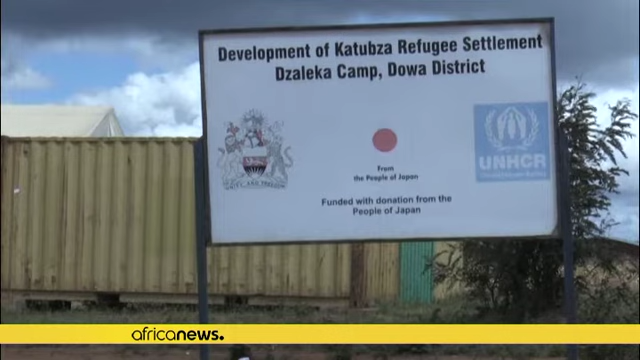 Development of Katubza Refugee Settlement
Dzaleka Camp, Dowa District
UNHCR
From
the People of Japan
Funded with donation from the
People of Japan
africanews.